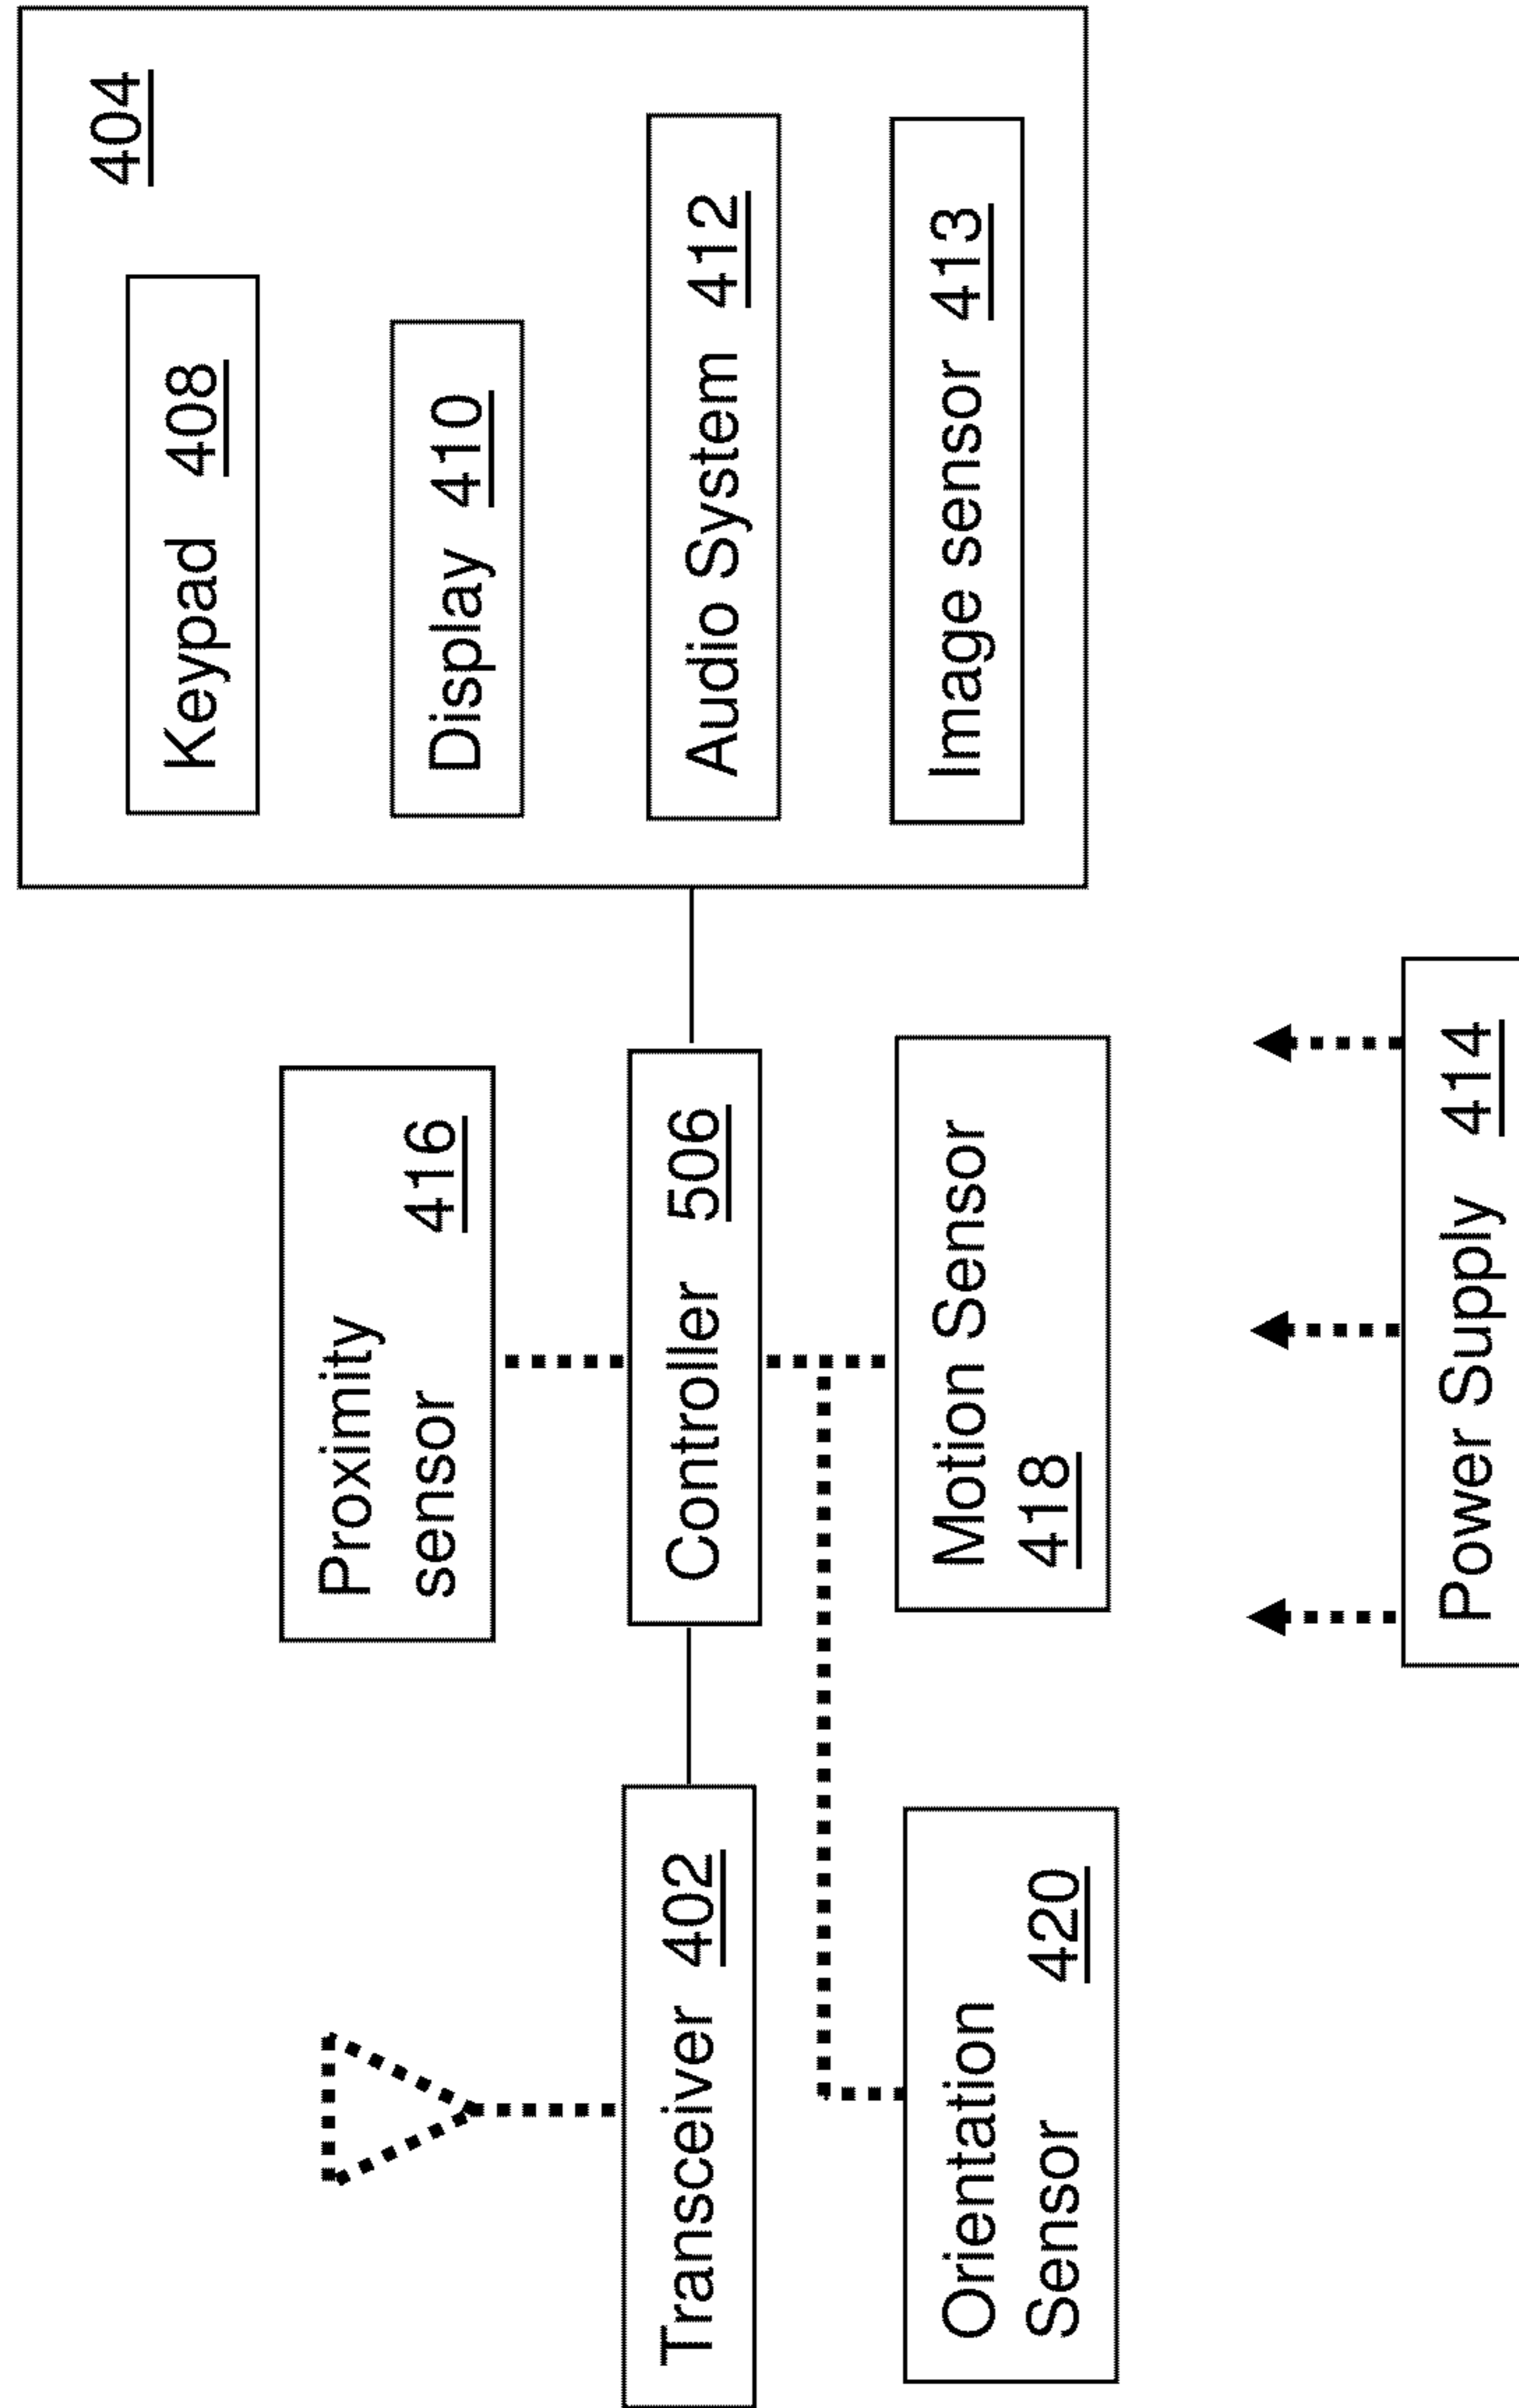 404
Keypad 408
Display 410
Audio System 412
Image sensor 413
Proximity
sensor 416
Controller 506
Motion Sensor
418
Transceiver 402
Orientation
Sensor 420
Power Supply 414